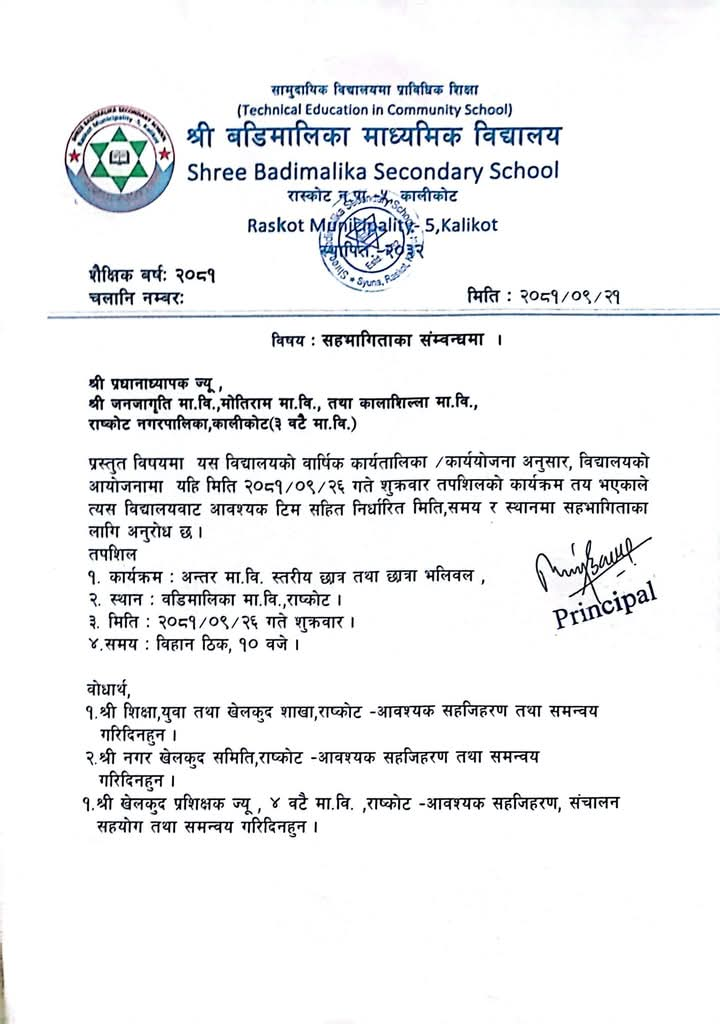 सामुदायिक विद्यालयमा प्राविधिक शिक्षा
(Technical Education in Community School)
श्री बडिमालिका माध्यमिक विद्यालय
Shree Badimalika Secondary School
रास्कोट न.पा.-५ कालीकोट
Raskot Municipality- 5,Kalikot
स्थापित:-२०३२
शैक्षिक बर्ष: २०८१
चलानि नम्बर:
मिति : २०८१/०९/२१
विषय : सहभागिताका संम्वन्धमा ।
श्री प्रधानाध्यापक ज्यू ,
श्री जनजागृति मा.वि.,मोतिराम मा.वि., तथा कालाशिल्ला मा.वि.,
राष्कोट नगरपालिका,कालीकोट(३ वटै मा.वि.)
प्रस्तुत विषयमा यस विद्यालयको वार्षिक कार्यतालिका /कार्ययोजना अनुसार, विद्यालयको
आयोजनामा यहि मिति २०८१/०९/२६ गते शुक्रवार तपशिलको कार्यक्रम तय भएकाले
त्यस विद्यालयवाट आवश्यक टिम सहित निर्धारित मिति,समय र स्थानमा सहभागिताका
लागि अनुरोध छ ।
तपशिल
१. कार्यक्रम : अन्तर मा.वि. स्तरीय छात्र तथा छात्रा भलिवल ,
२. स्थान : वडिमालिका मा.वि.,राष्कोट ।
३. मिति : २०८१/०९/२६ गते शुक्रवार ।
४.समय : विहान ठिक, १० वजे ।
Principal
वोधार्थ,
१.श्री शिक्षा,युवा तथा खेलकुद शाखा,राष्कोट -आवश्यक सहजिहरण तथा समन्वय
गरिदिनहुन ।
२.श्री नगर खेलकुद समिति,राष्कोट -आवश्यक सहजिहरण तथा समन्वय
गरिदिनहुन ।
१.श्री खेलकुद प्रशिक्षक ज्यू , ४ वटै मा.वि. ,राष्कोट -आवश्यक सहजिहरण, संचालन
सहयोग तथा समन्वय गरिदिनहुन ।